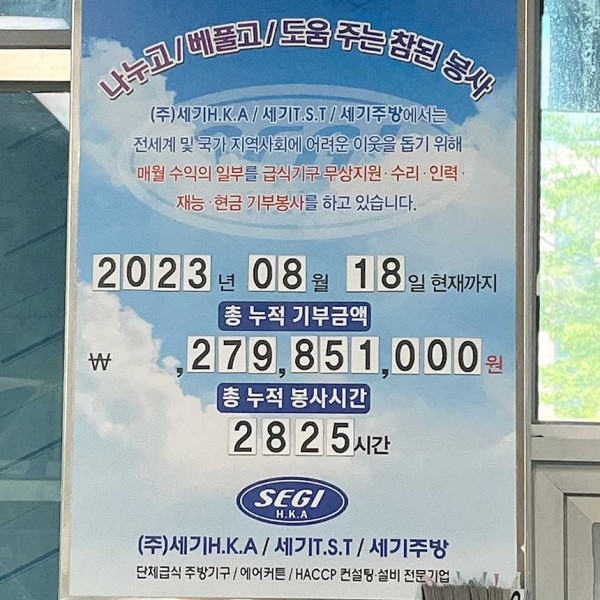 나누고/베풀고/도움 주는 참된 봉사
(주)세기H.K.A / 세기T.S.T / 세기주방에서는
전세계 및 국가 지역사회에 어려운 이웃을 돕기 위해
매월 수익의 일부를 급식기구 무상지원·수리·인력·
재능·현금 기부봉사를 하고 있습니다.
2023년 08월 18일 현재까지
총 누적 기부금액
₩ ,279,851,000원
총 누적 봉사시간
2825시간
SEGI
H.K.A
(주)세기H.K.A / 세기T.S.T / 세기주방
단체급식 주방기구 / 에어커튼 / HACCP 컨설팅·설비 전문기업